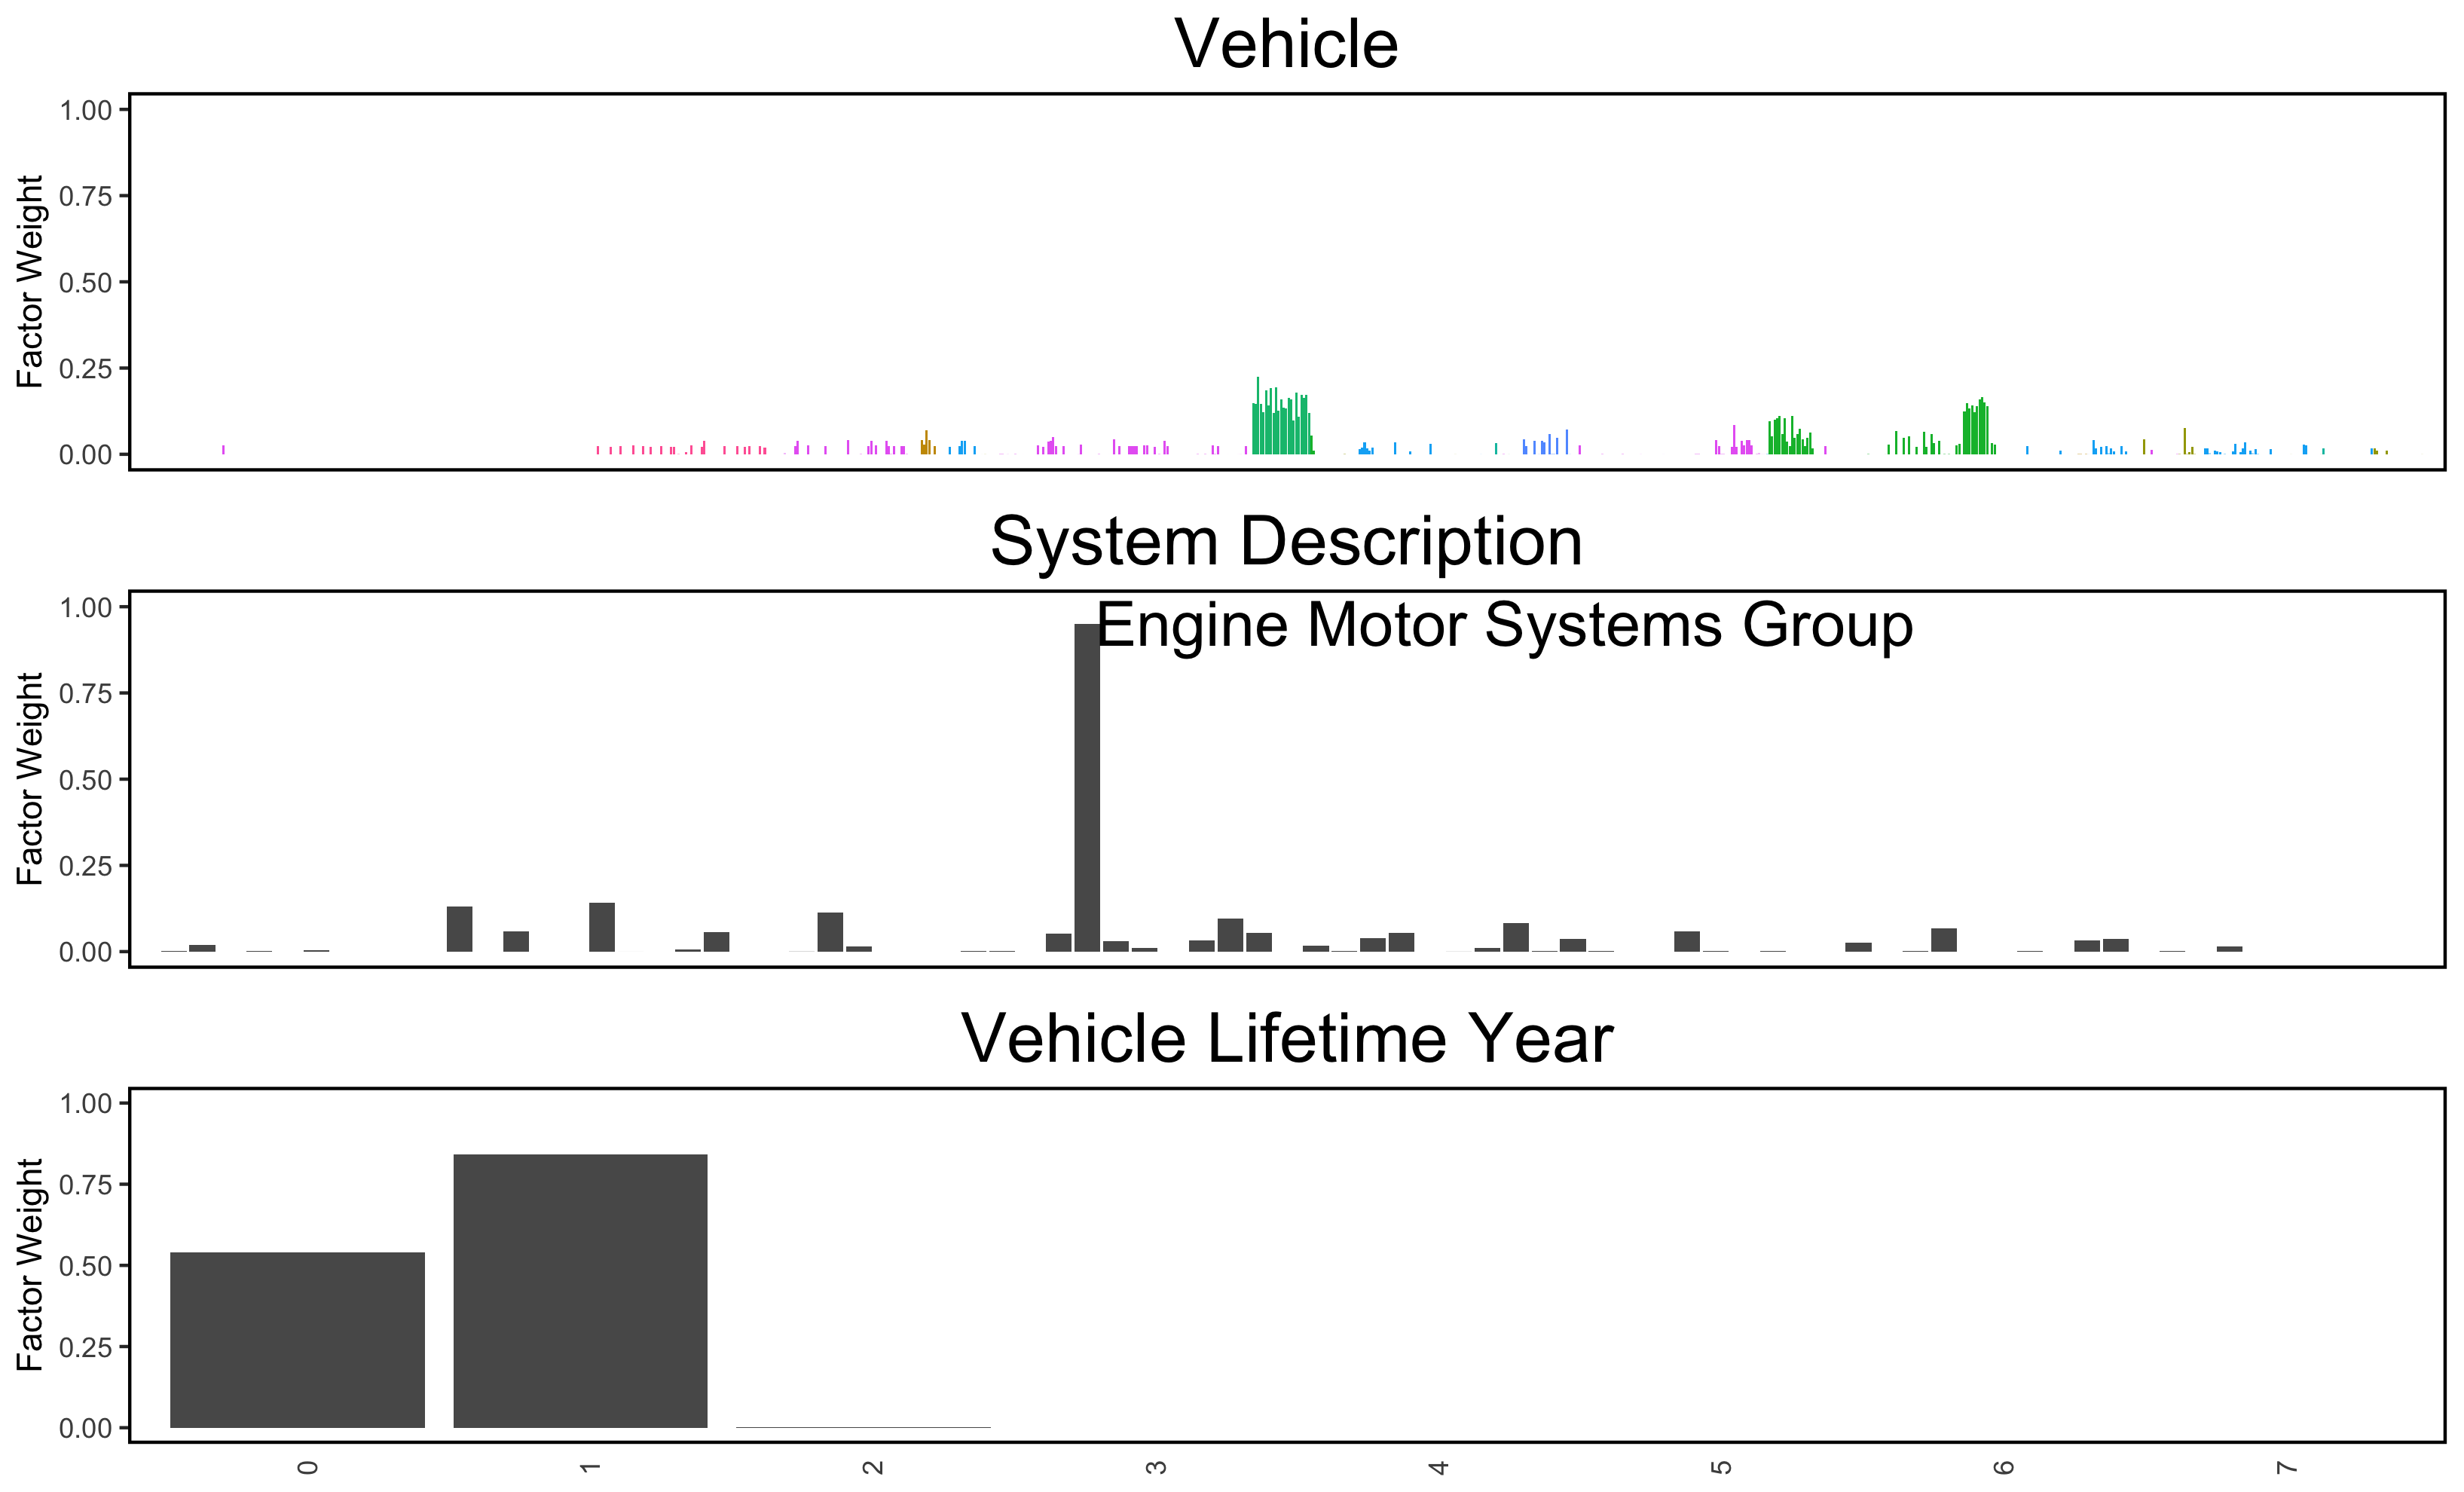 Vehicle
Factor Weight
1.00
0.75
0.50
0.25
0.00
System Description
Factor Weight
1.00
0.75
0.50
0.25
0.00
Engine Motor Systems Group
Vehicle Lifetime Year
Factor Weight
1.00
0.75
0.50
0.25
0.00
0 1 2 3 4 5 6 7